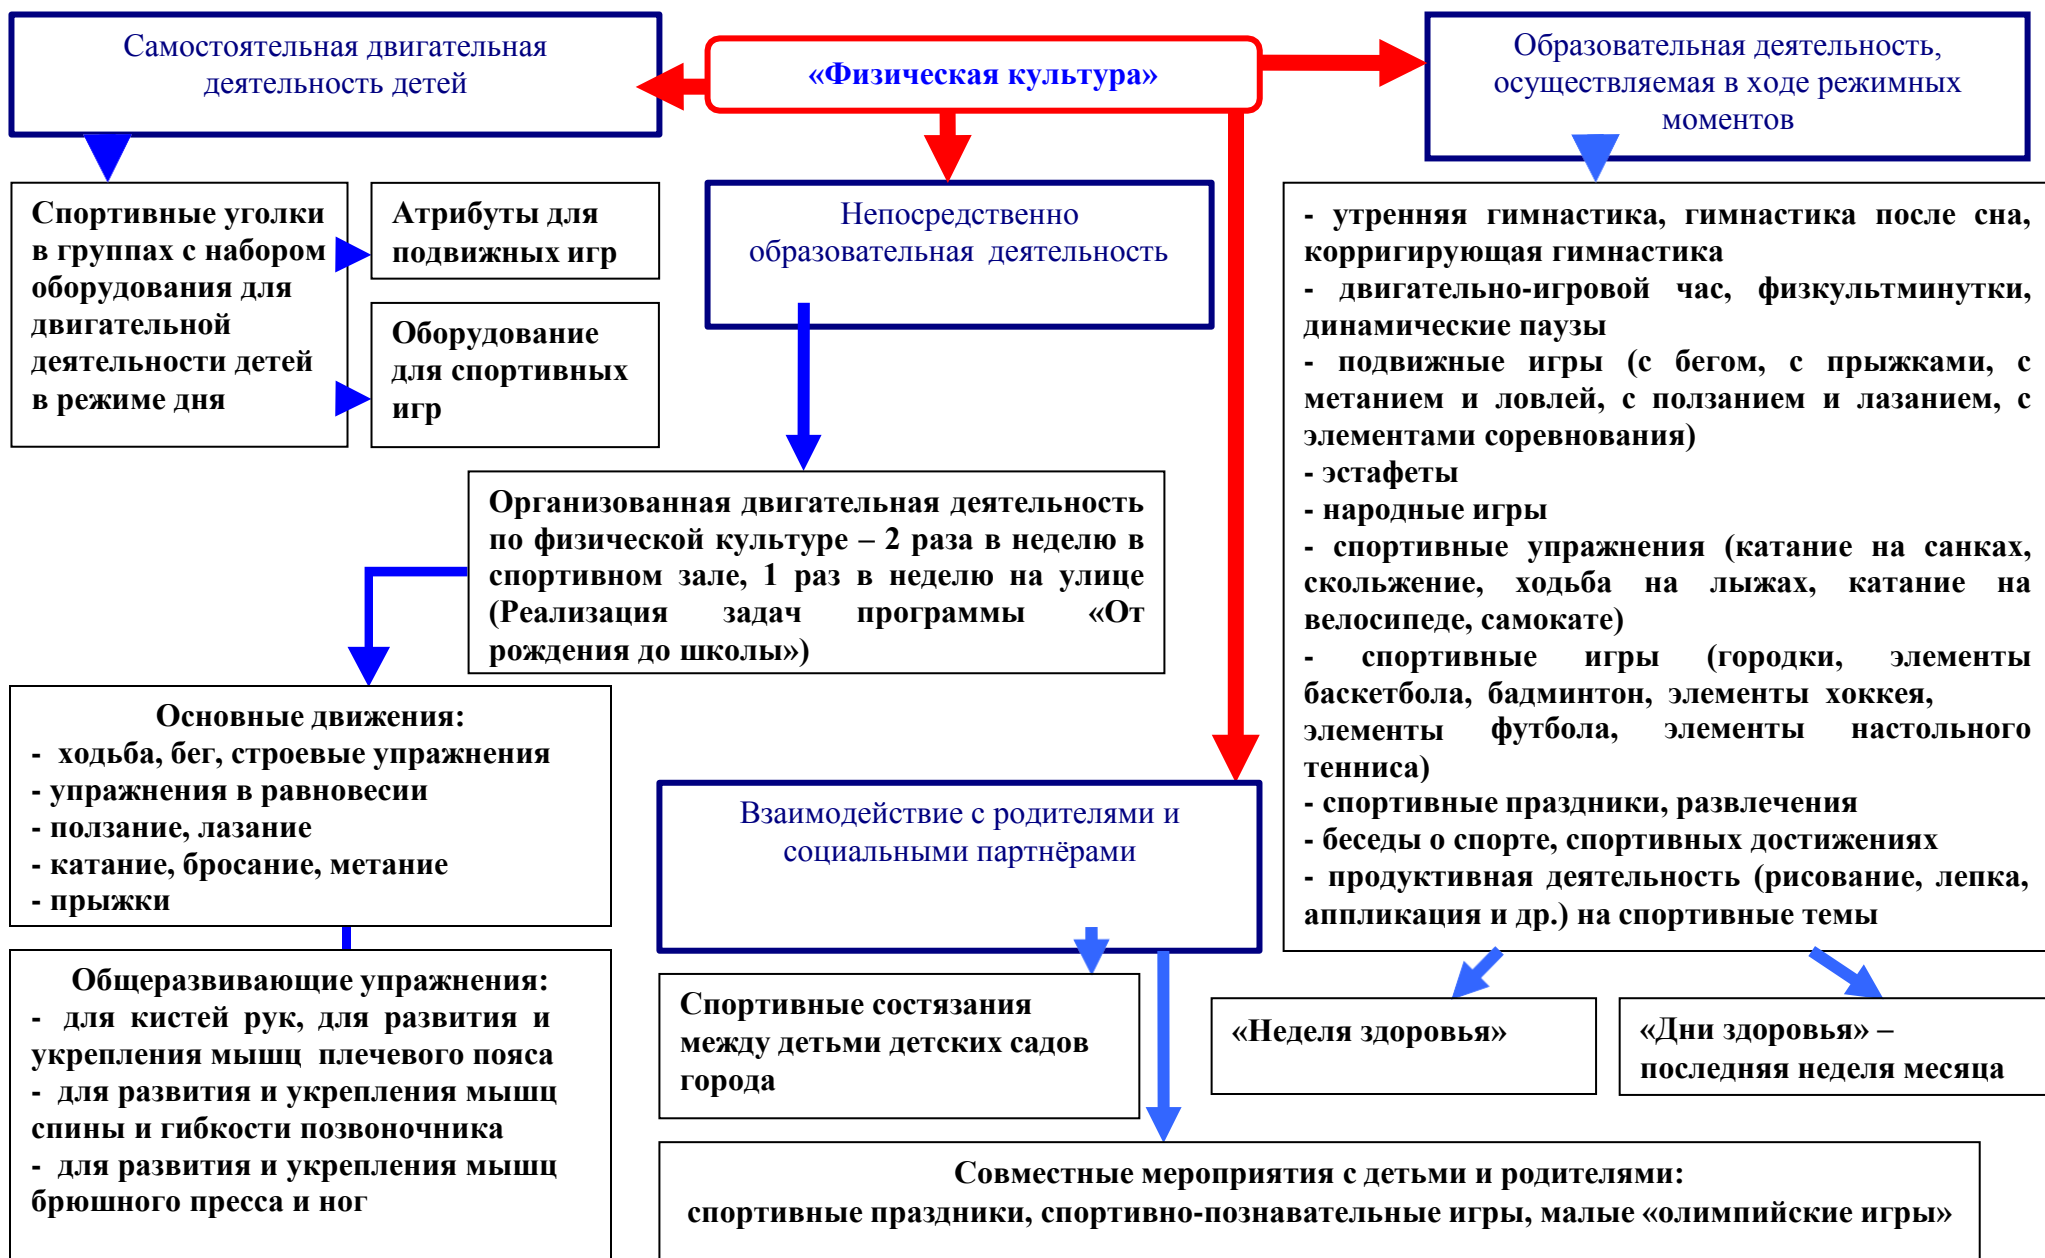 Самостоятельная двигательная
деятельность детей
«Физическая культура»
Образовательная деятельность,
осуществляемая в ходе режимных
моментов
Спортивные уголки
в группах с набором
оборудования для
двигательной
деятельности детей
в режиме дня
Атрибуты для
подвижных игр
Оборудование
для спортивных
игр
Непосредственно
образовательная деятельность
- утренняя гимнастика, гимнастика после сна,
корригирующая гимнастика
- двигательно-игровой час, физкультминутки,
динамические паузы
- подвижные игры (с бегом, с прыжками, с
метанием и ловлей, с ползанием и лазанием, с
элементами соревнования)
- эстафеты
- народные игры
- спортивные упражнения (катание на санках,
скольжение, ходьба на лыжах, катание на
велосипеде, самокате)
- спортивные игры (городки, элементы
баскетбола, бадминтон, элементы хоккея,
элементы футбола, элементы настольного
тенниса)
- спортивные праздники, развлечения
- беседы о спорте, спортивных достижениях
- продуктивная деятельность (рисование, лепка,
аппликация и др.) на спортивные темы
Организованная двигательная деятельность
по физической культуре – 2 раза в неделю в
спортивном зале, 1 раз в неделю на улице
(Реализация задач программы «От
рождения до школы»)
Основные движения:
- ходьба, бег, строевые упражнения
- упражнения в равновесии
- ползание, лазание
- катание, бросание, метание
- прыжки
Взаимодействие с родителями и
социальными партнёрами
Общеразвивающие упражнения:
- для кистей рук, для развития и
укрепления мышц плечевого пояса
- для развития и укрепления мышц
спины и гибкости позвоночника
- для развития и укрепления мышц
брюшного пресса и ног
Спортивные состязания
между детьми детских садов
города
«Неделя здоровья»
«Дни здоровья» –
последняя неделя месяца
Совместные мероприятия с детьми и родителями:
спортивные праздники, спортивно-познавательные игры, малые «олимпийские игры»